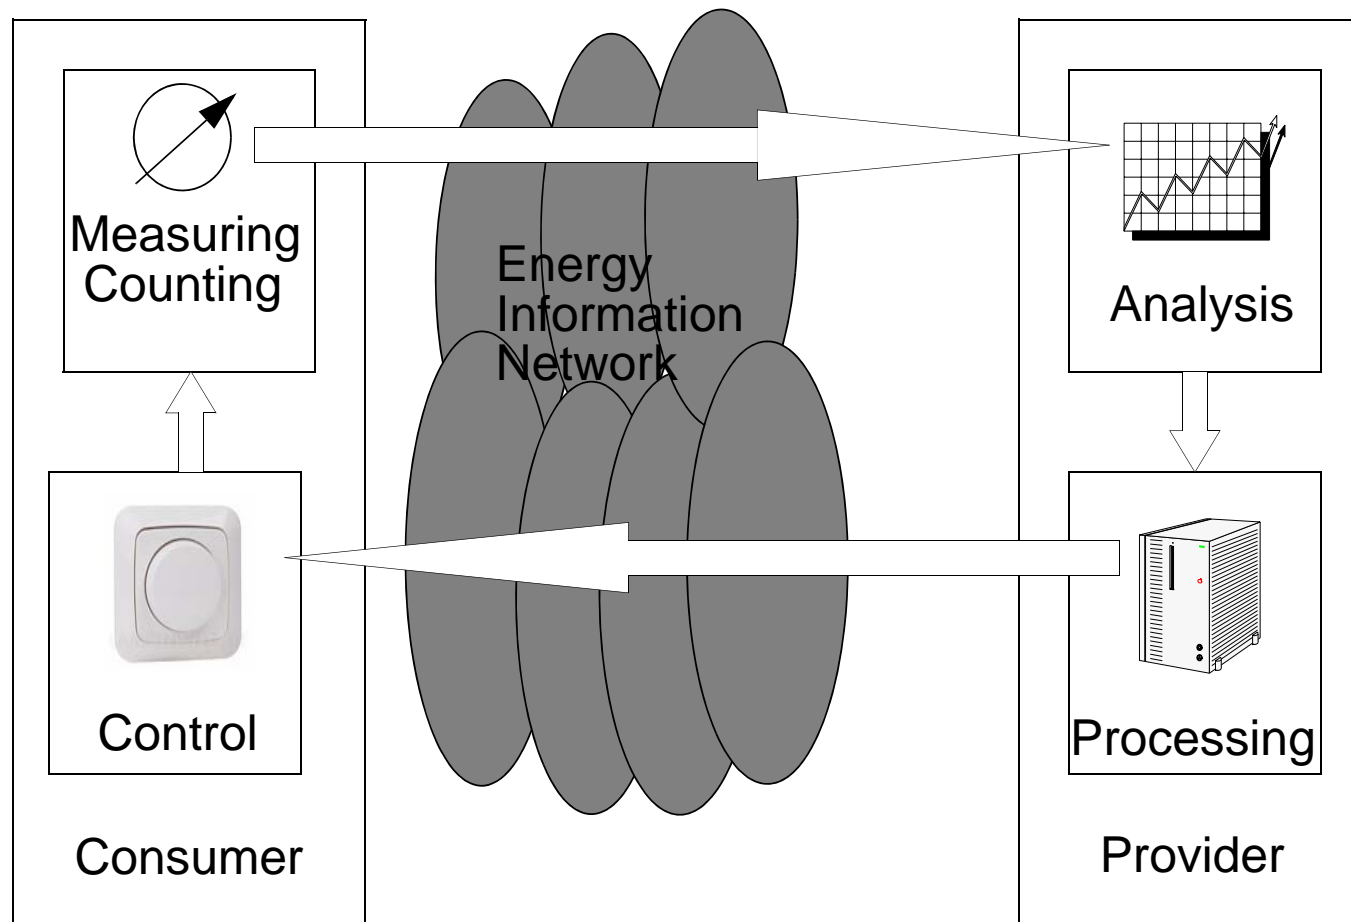 Measuring
Counting
Energy
Information
Network
Analysis
Control
Processing
Consumer
Provider